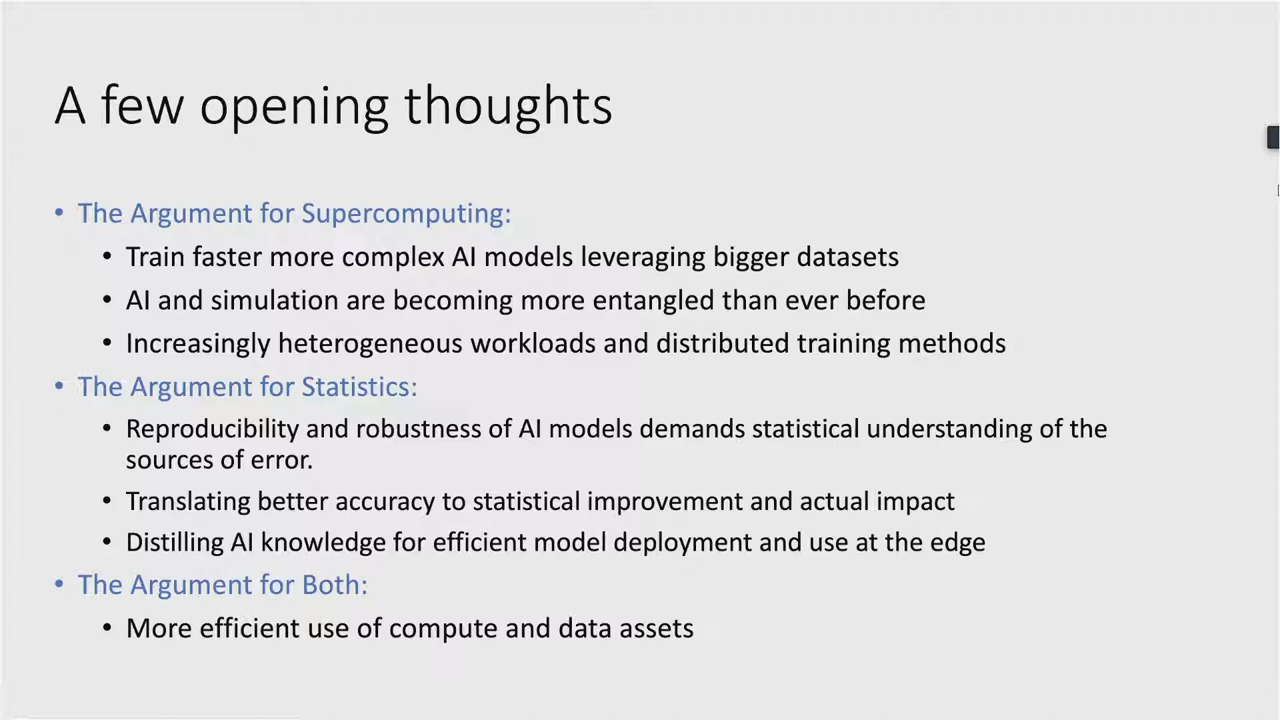 A few opening thoughts
• The Argument for Supercomputing:
• Train faster more complex AI models leveraging bigger datasets
• AI and simulation are becoming more entangled than ever before
• Increasingly heterogeneous workloads and distributed training methods
• The Argument for Statistics:
• Reproducibility and robustness of AI models demands statistical understanding of the
sources of error.
• Translating better accuracy to statistical improvement and actual impact
• Distilling AI knowledge for efficient model deployment and use at the edge
• The Argument for Both:
• More efficient use of compute and data assets